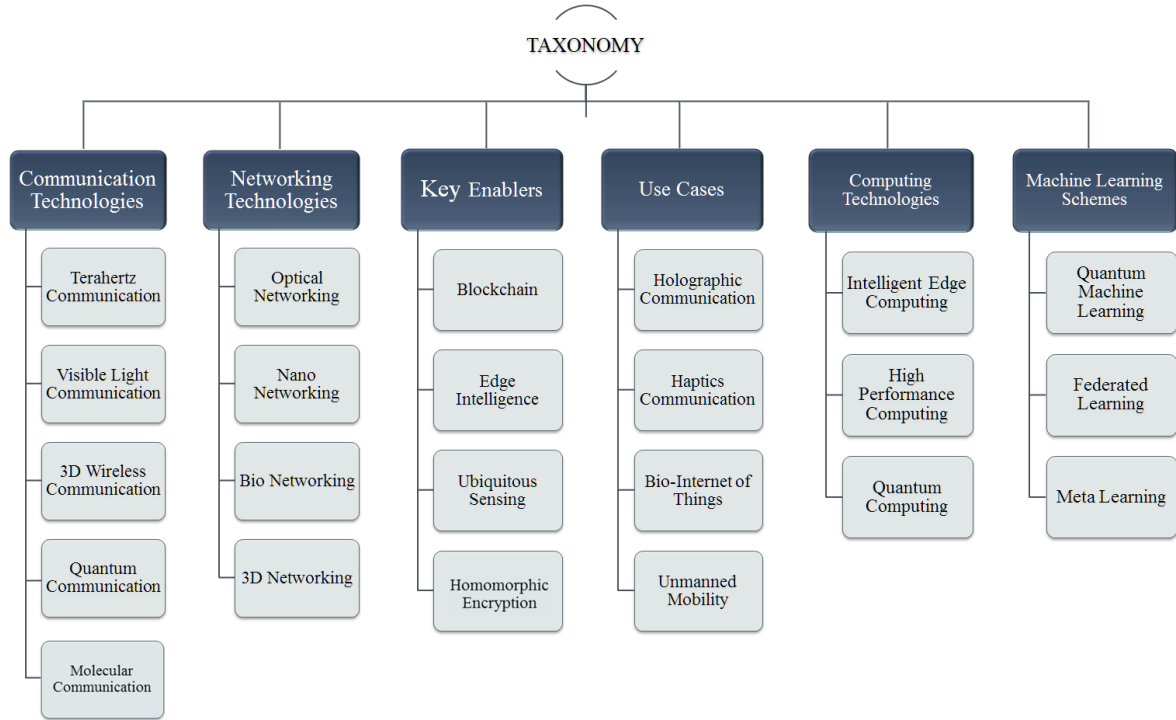 TAXONOMY
Communication
Technologies
Terahertz
Communication
Visible Light
Communication
3D Wireless
Communication
Quantum
Communication
Molecular
Communication
Networking
Technologies
Optical
Networking
Nano
Networking
Bio Networking
3D Networking
Key Enablers
Blockchain
Edge
Intelligence
Ubiquitous
Sensing
Homomorphic
Encryption
Use Cases
Holographic
Communication
Haptics
Communication
Bio-Internet of
Things
Unmanned
Mobility
Computing
Technologies
Intelligent Edge
Computing
High
Performance
Computing
Quantum
Computing
Machine Learning
Schemes
Quantum
Machine
Learning
Federated
Learning
Meta Learning